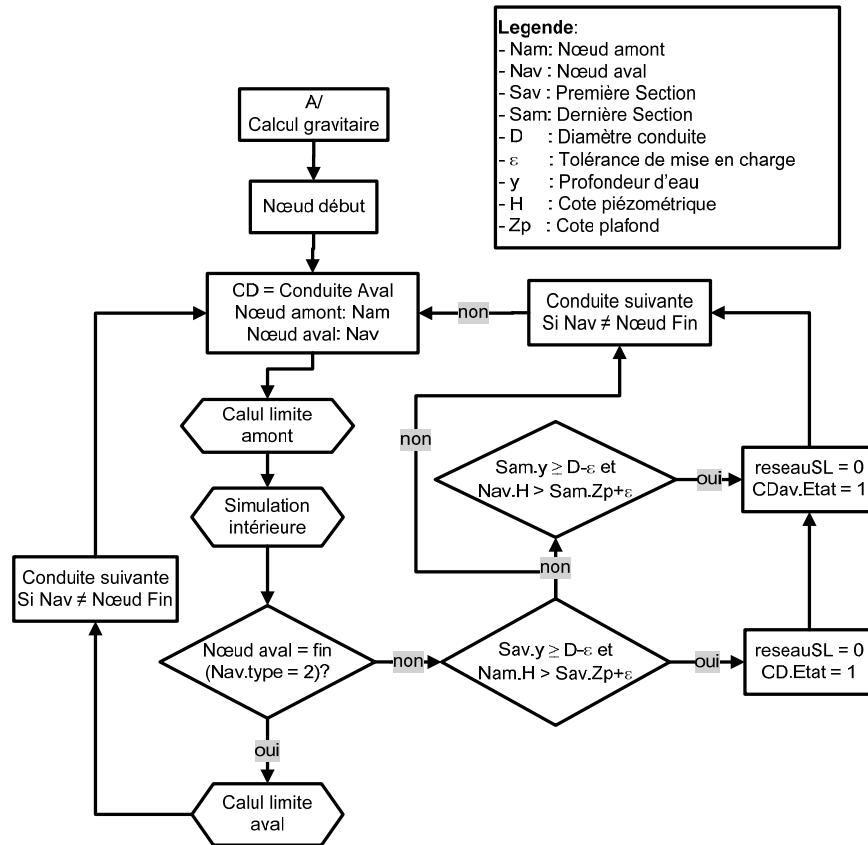 Legende:
- Nam: Nœud amont
- Nav : Nœud aval
- Sav : Première Section
- Sam: Dernière Section
- D : Diamètre conduite
- ε : Tolérance de mise en charge
- y : Profondeur d'eau
- H : Cote piézométrique
- Zp : Cote plafond
A/
Calcul gravitaire
Nœud début
CD = Conduite Aval
Nœud amont: Nam
Nœud aval: Nav
non
Conduite suivante
Si Nav ≠ Nœud Fin
Calul limite
amont
non
Sam.y ≥ D-ε et
Nav.H > Sam.Zp+ε
oui
reseauSL = 0
CDav.Etat = 1
Simulation
intérieure
non
Conduite suivante
Si Nav ≠ Nœud Fin
Nœud aval = fin
(Nav.type = 2)?
non
Sav.y ≥ D-ε et
Nam.H > Sav.Zp+ε
oui
reseauSL = 0
CD.Etat = 1
oui
Calul limite
aval